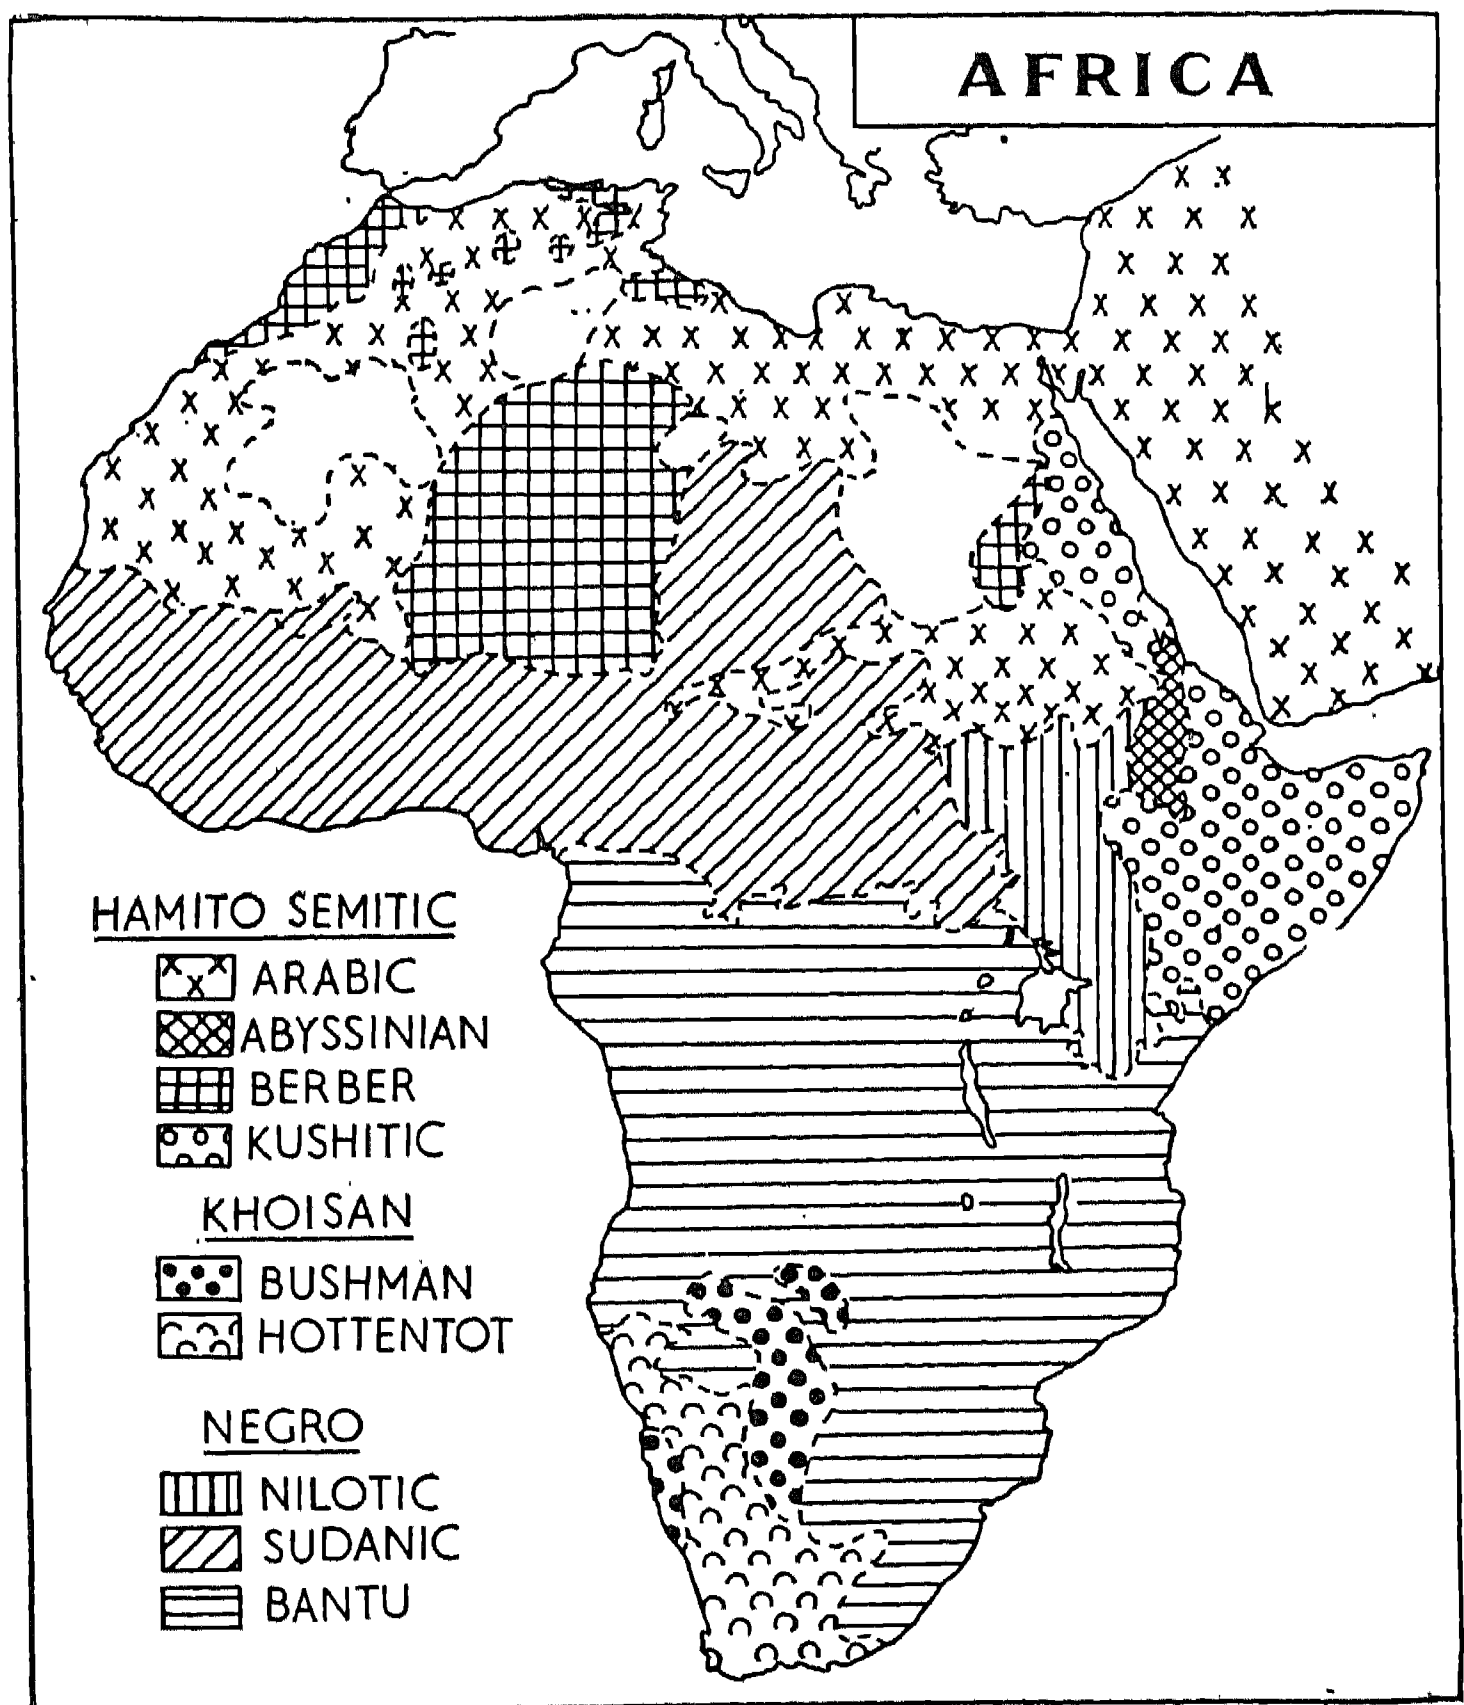 AFRICA
HAMITO SEMITIC
ARABIC
ABYSSINIAN
BERBER
KUSHITIC
KHOISAN
BUSHMAN
HOTTENTOT
NEGRO
NILOTIC
SUDANIC
BANTU